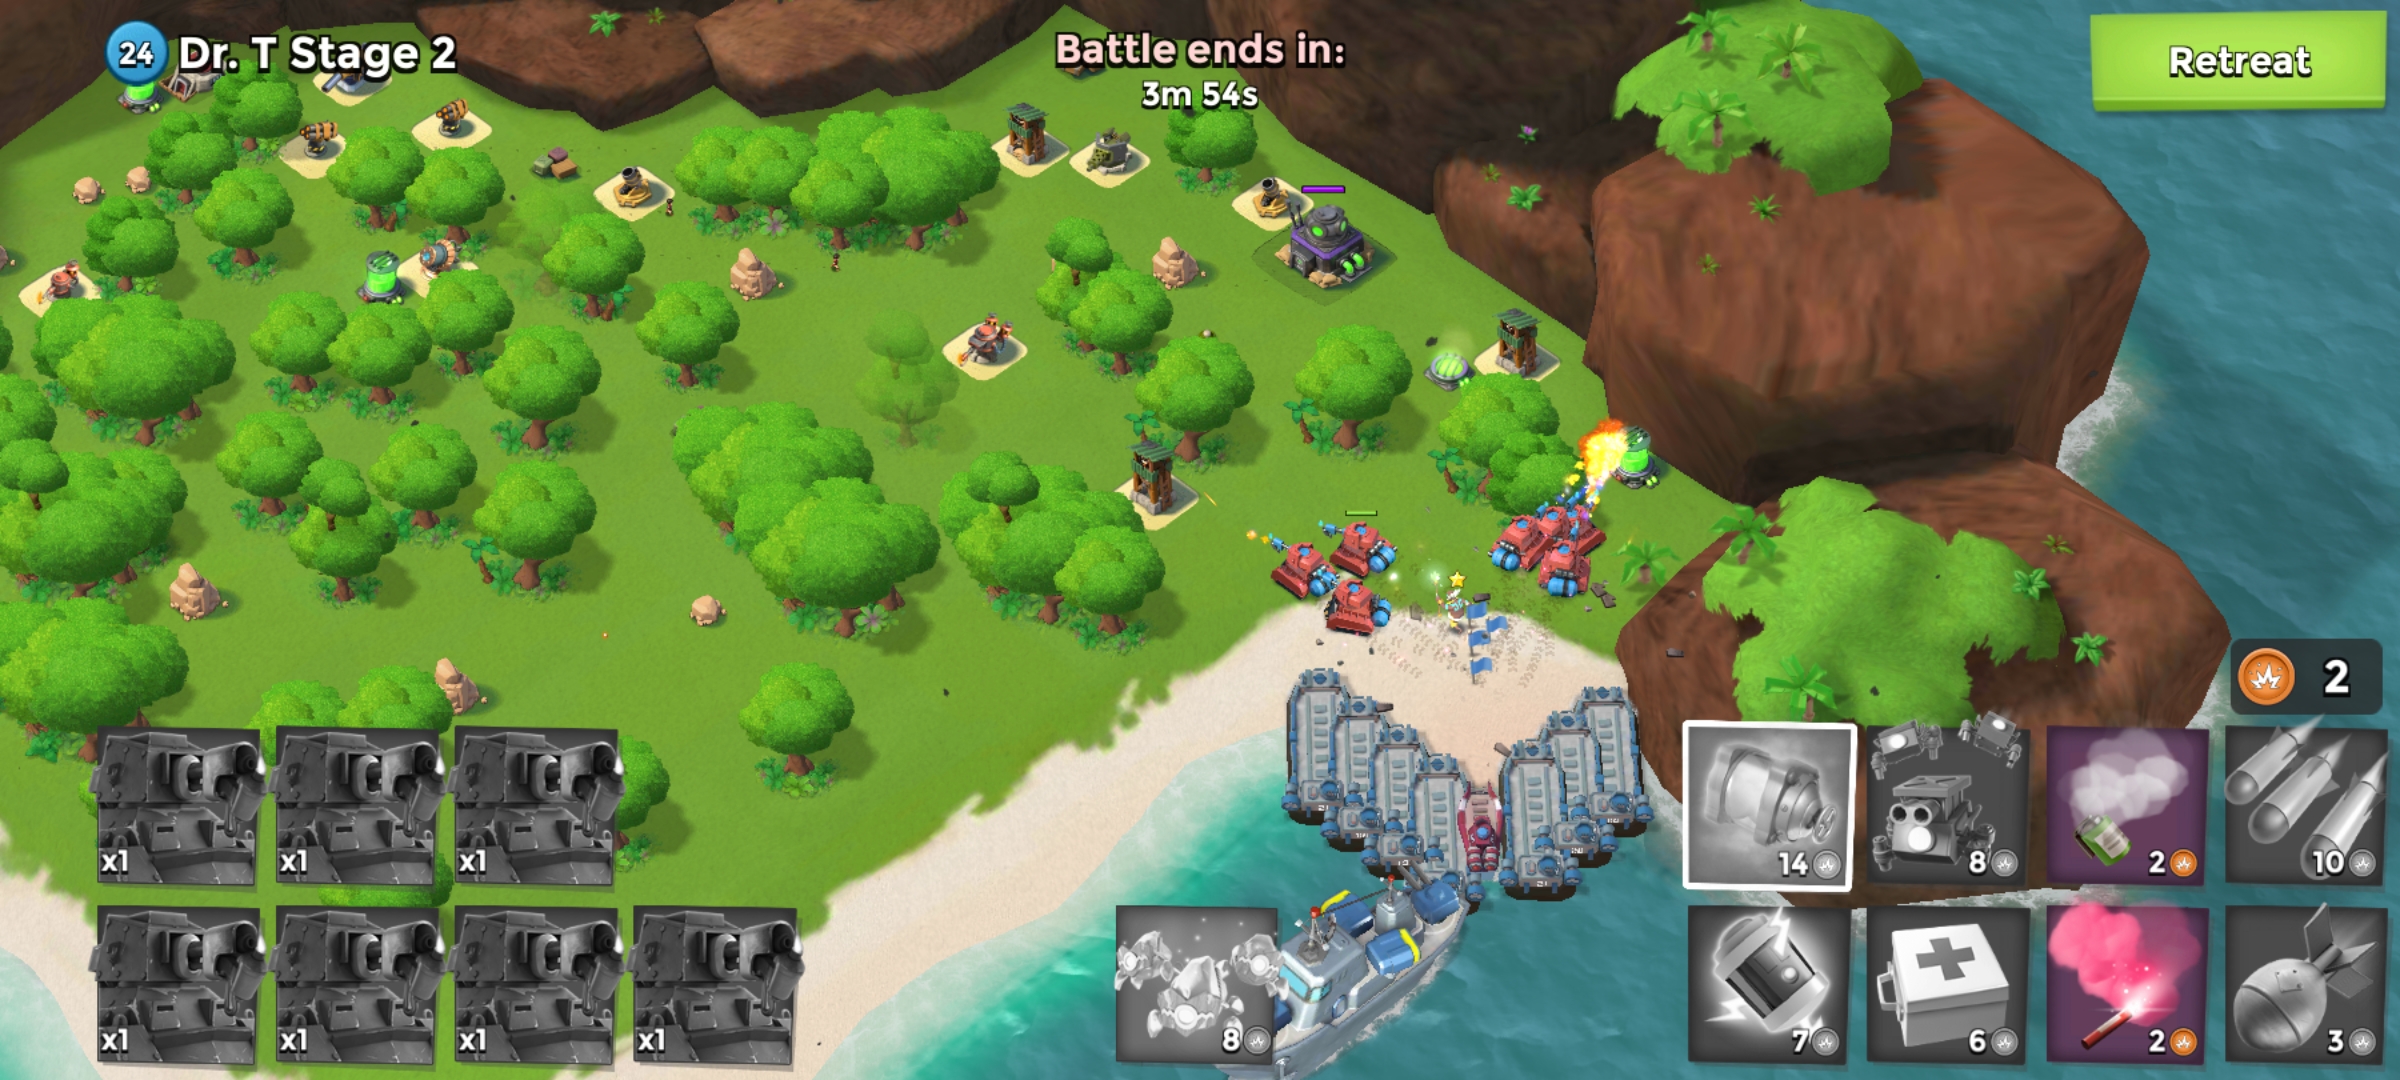 24 Dr. T Stage 2
Battle ends in:
3m 54s
Retreat
2
x1 x1 x1
14 8 2 10
x1 x1 x1 x1
8
7 6 2 3